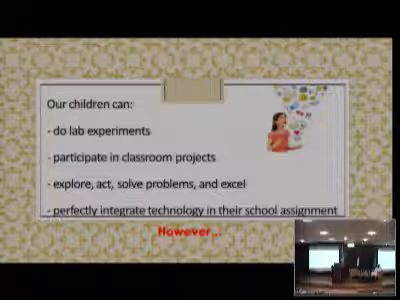 Our children can:
- do lab experiments
- participate in classroom projects
- explore, act, solve problems, and excel
- perfectly integrate technology in their school assignment
However...